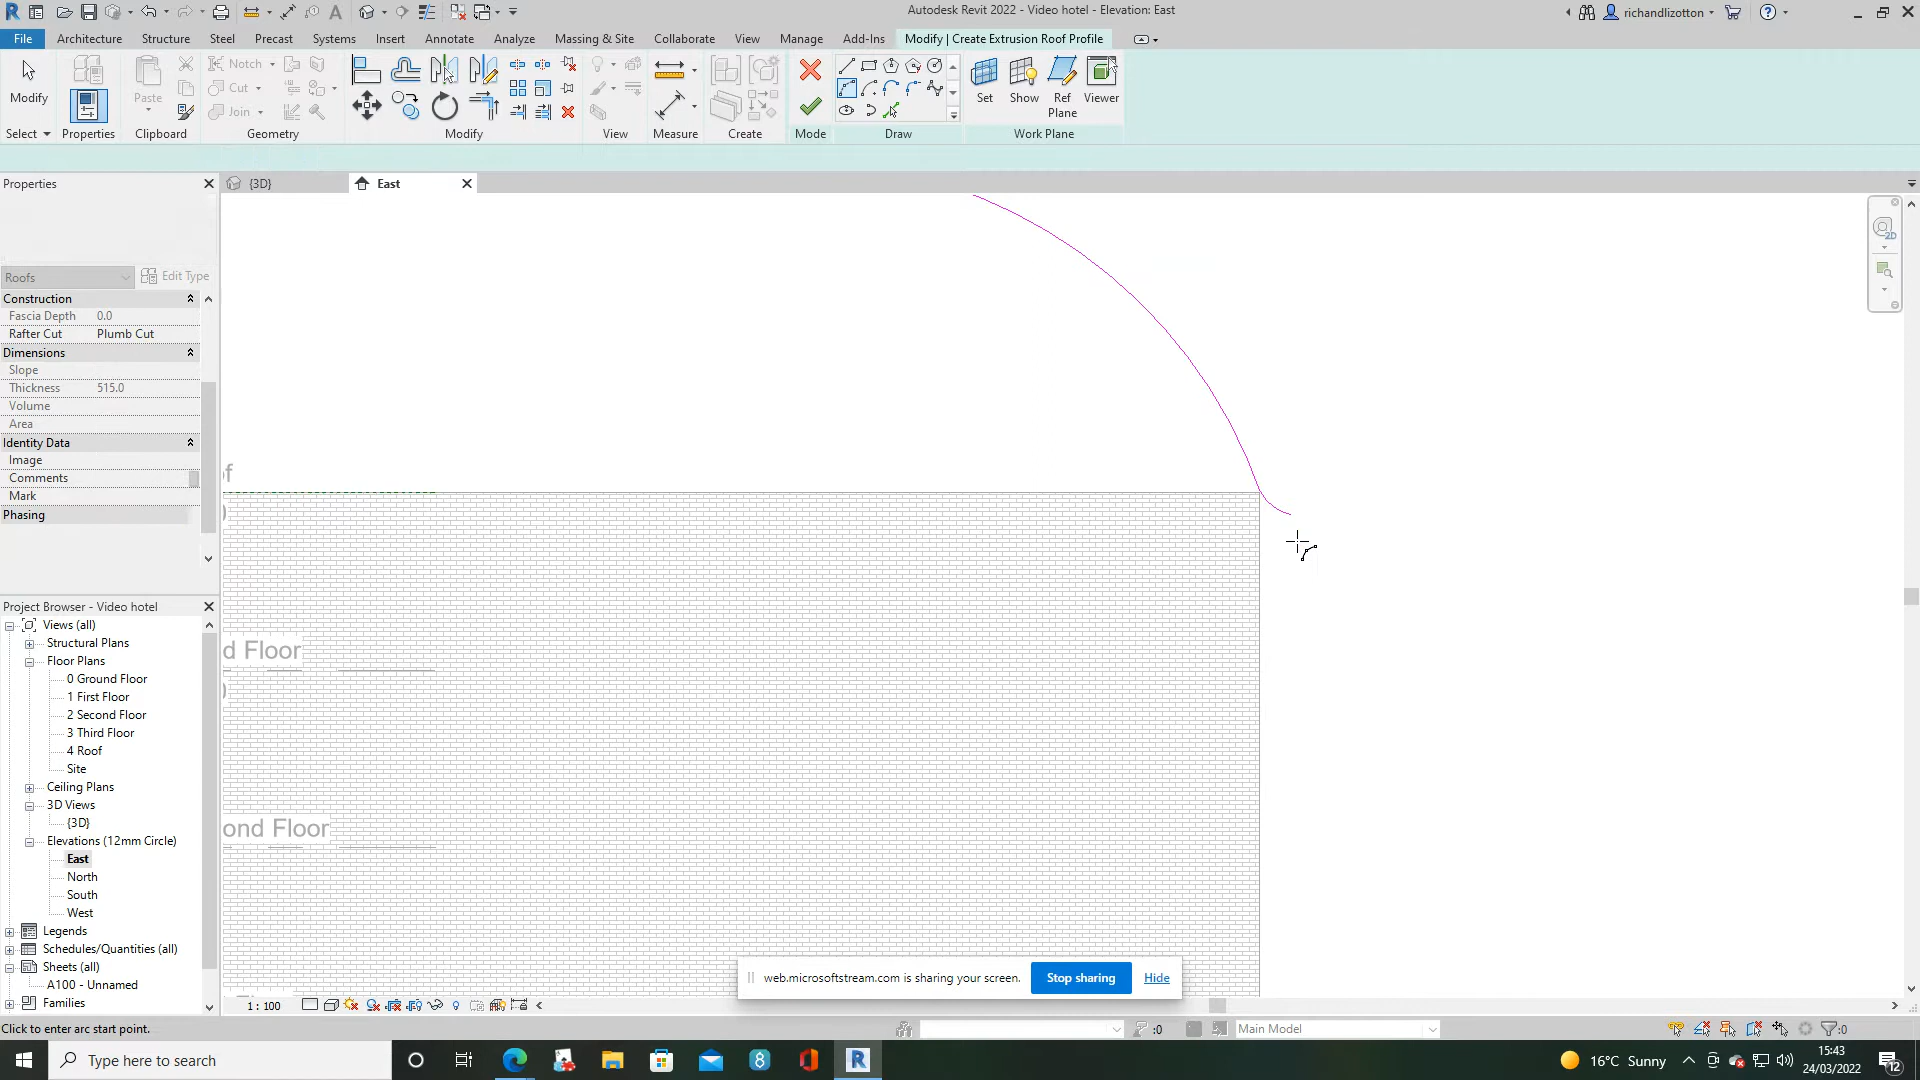 Autodesk Revit 2022 - Video hotel - Elevation: East
richandlizotton
File Architecture Structure Steel Precast Systems Insert Annotate Analyze Massing & Site Collaborate View Manage Add-Ins Modify | Create Extrusion Roof Profile
Modify
Paste
Notch
Cut
Join
Set
Show
Ref Plane
Viewer
Select Properties Clipboard Geometry Modify View Measure Create Mode Draw Work Plane
Properties
{3D}
East
Roofs
Edit Type
Construction
Fascia Depth 0.0
Rafter Cut Plumb Cut
Dimensions
Slope
Thickness 515.0
Volume
Area
Identity Data
Image
Comments
Mark
Phasing
of
d Floor
ond Floor
Project Browser - Video hotel
Views (all)
Structural Plans
Floor Plans
0 Ground Floor
1 First Floor
2 Second Floor
3 Third Floor
4 Roof
Site
Ceiling Plans
3D Views
{3D}
Elevations (12mm Circle)
East
North
South
West
Legends
Schedules/Quantities (all)
Sheets (all)
A100 - Unnamed
Families
web.microsoftstream.com is sharing your screen.
Stop sharing
Hide
1 : 100
Click to enter arc start point.
:0
Main Model
:0
Type here to search
16°C Sunny
15:43
24/03/2022
12